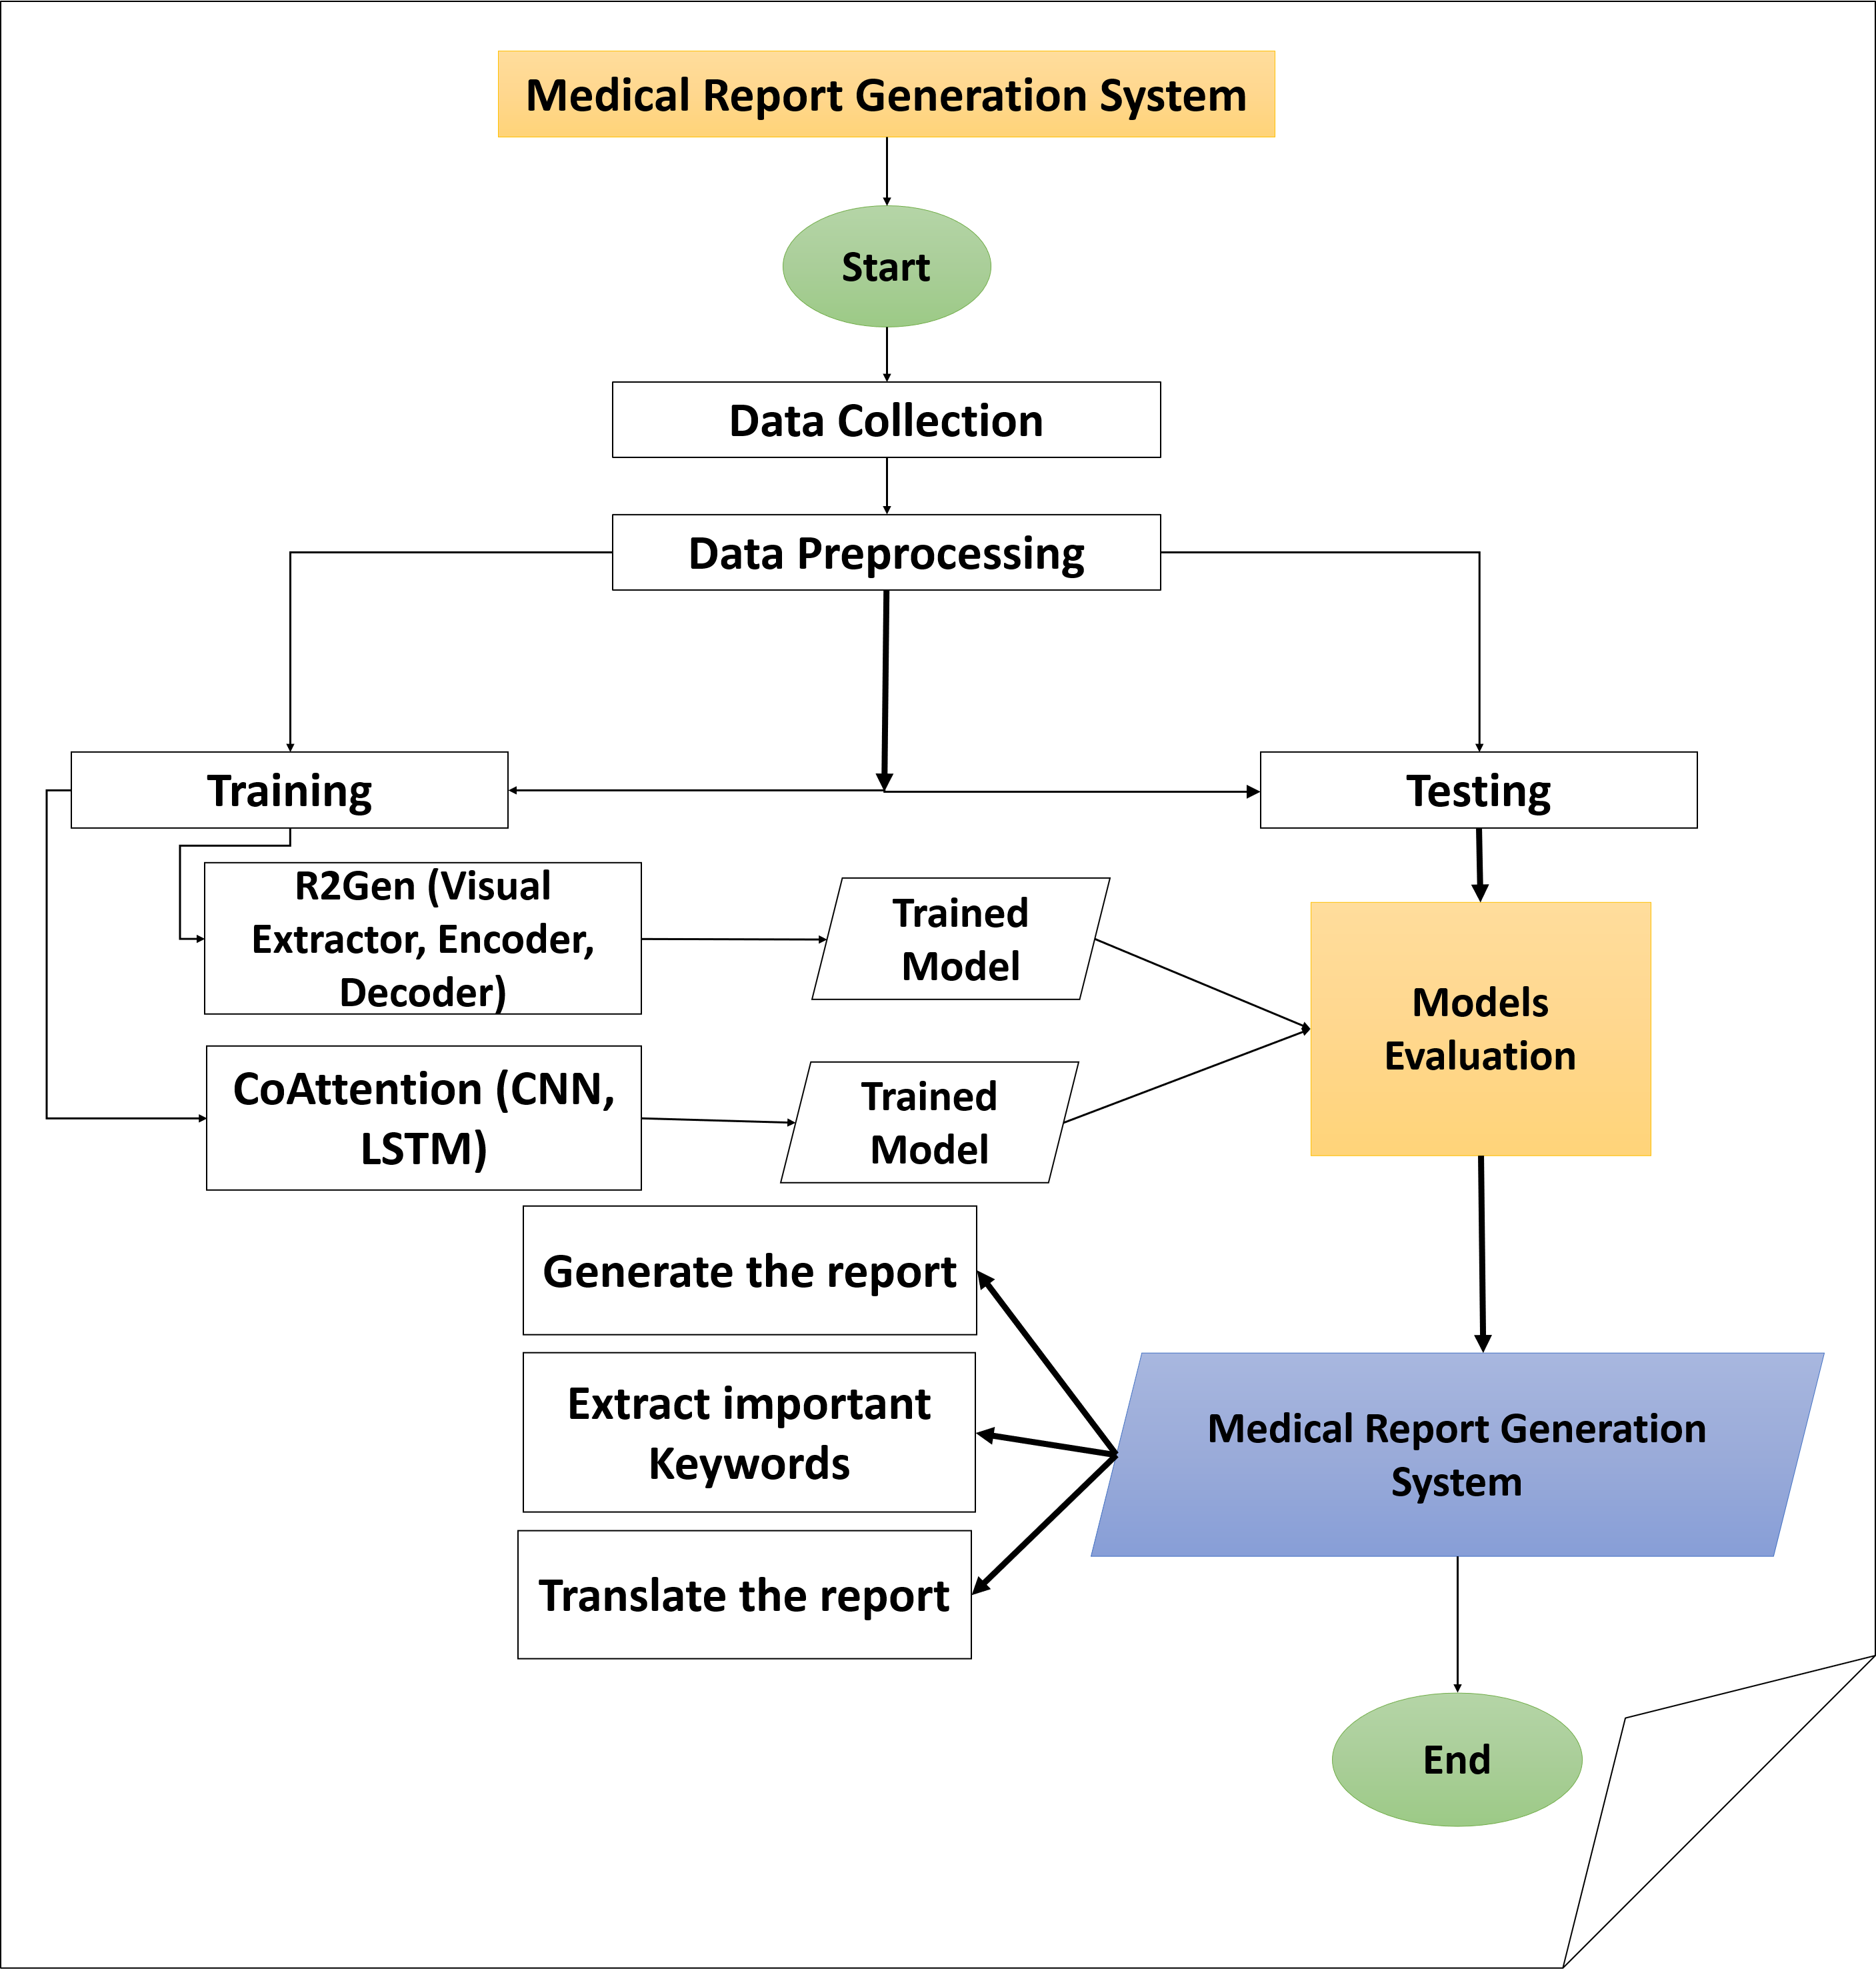 Medical Report Generation System
Start
Data Collection
Data Preprocessing
Training
Testing
R2Gen (Visual
Extractor, Encoder,
Decoder)
Trained
Model
Models
Evaluation
CoAttention (CNN,
LSTM)
Trained
Model
Generate the report
Extract important
Keywords
Translate the report
Medical Report Generation
System
End